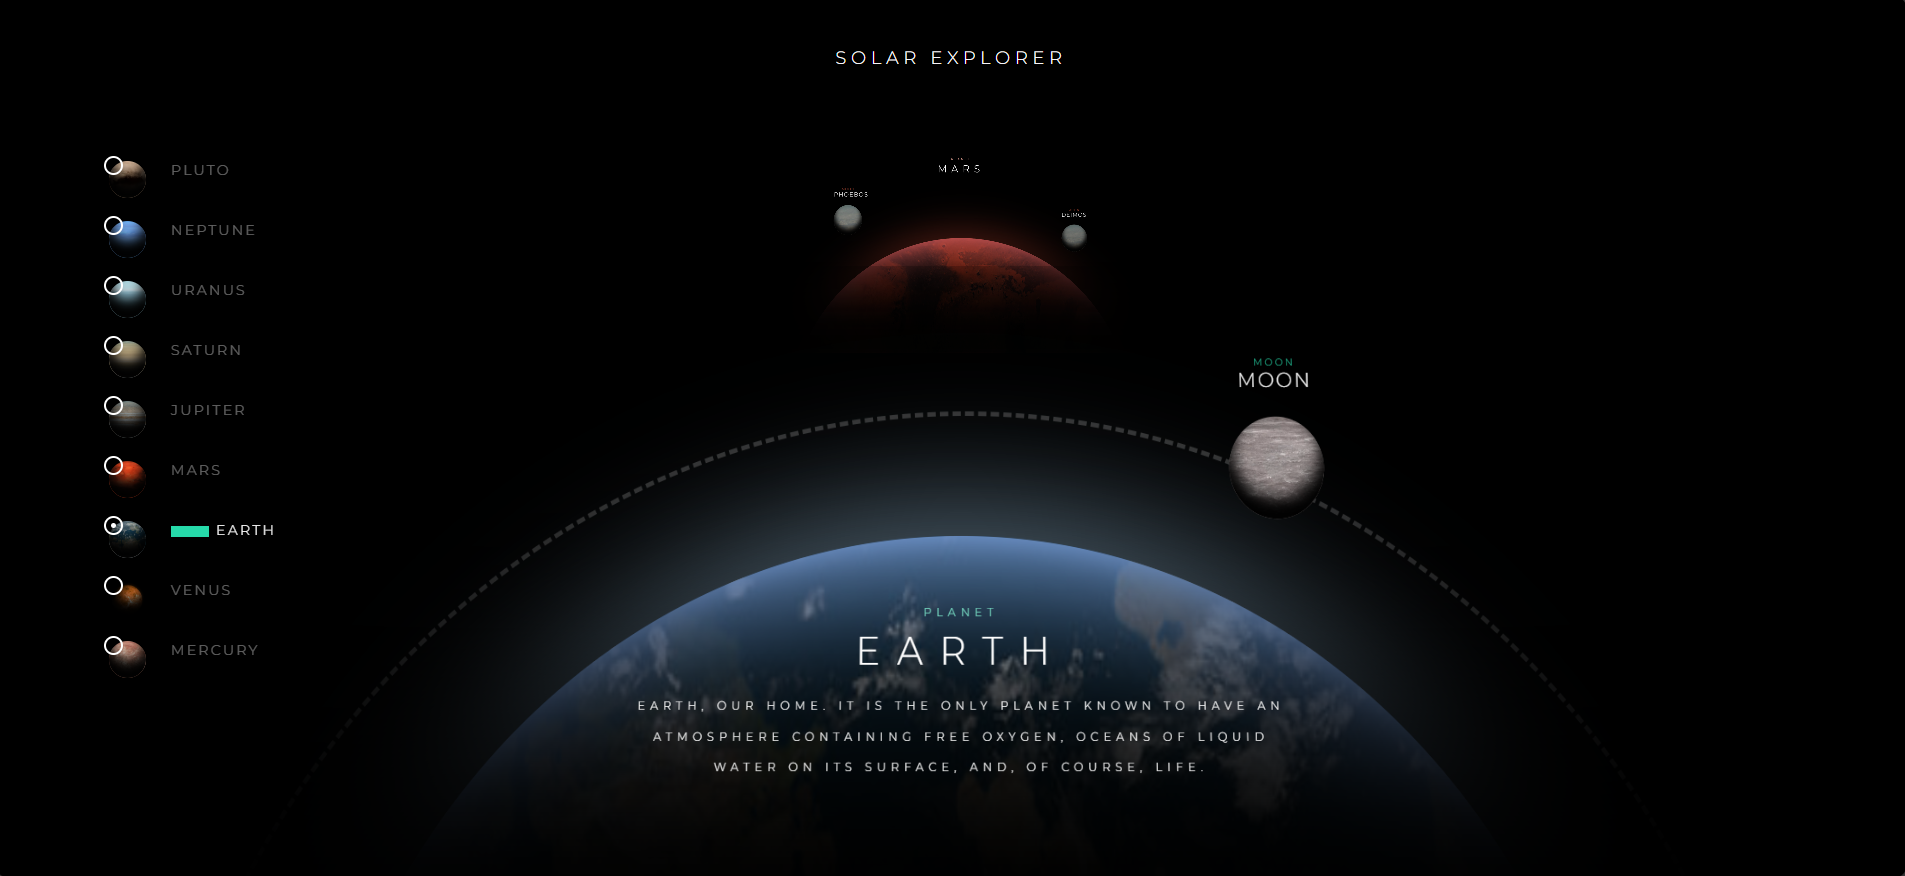 SOLAR EXPLORER
PLUTO
NEPTUNE
URANUS
SATURN
JUPITER
MARS
EARTH
VENUS
MERCURY
MARS
PHOEBOS
DEIMOS
MOON
MOON
PLANET
EARTH
EARTH, OUR HOME. IT IS THE ONLY PLANET KNOWN TO HAVE AN
ATMOSPHERE CONTAINING FREE OXYGEN, OCEANS OF LIQUID
WATER ON ITS SURFACE, AND, OF COURSE, LIFE.